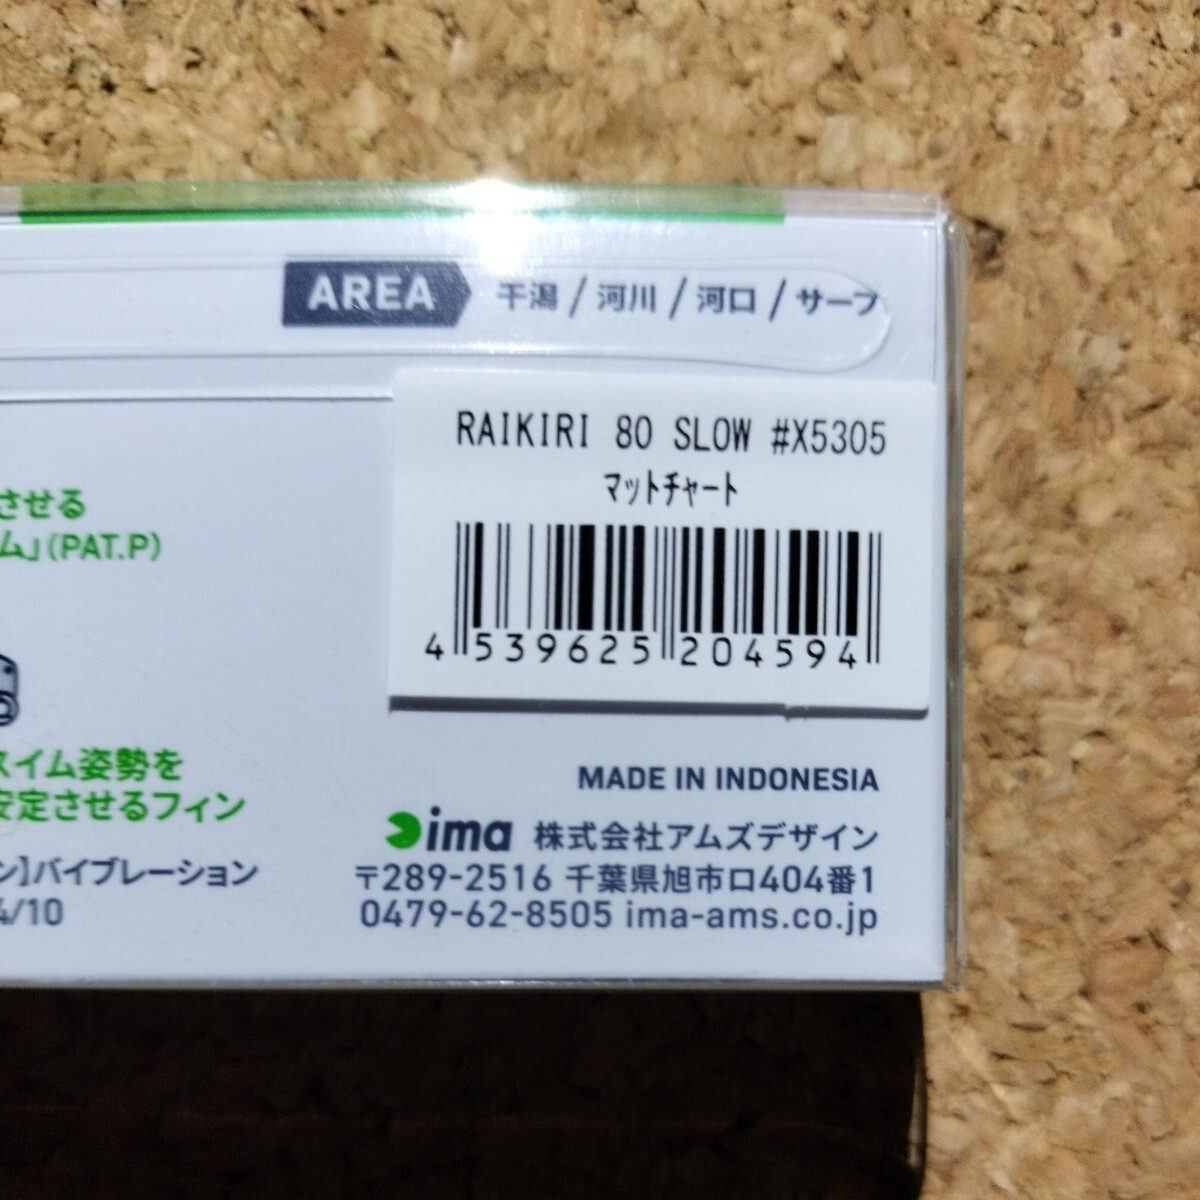 AREA 干潟 / 河川 / 河口 / サーフ
RAIKIRI 80 SLOW #X5305
ﾏｯﾄﾁｬｰﾄ
4 539625 204594
させる
ム」(PAT.P)
スイム姿勢を
安定させるフィン
ン]バイブレーション
4/10
MADE IN INDONESIA
ima 株式会社アムズデザイン
〒289-2516 千葉県旭市ロ404番1
0479-62-8505 ima-ams.co.jp